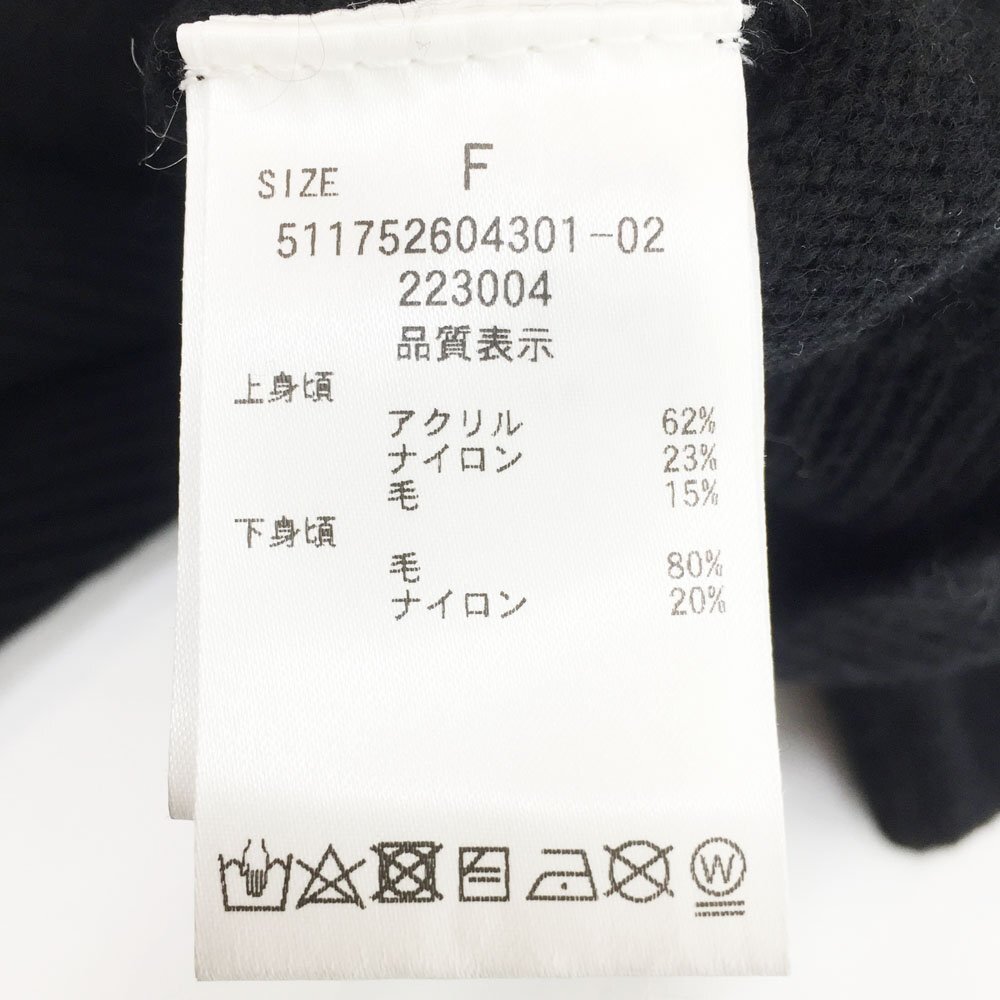 SIZE F
511752604301-02
223004
品質表示
上身頃
アクリル 62%
ナイロン 23%
毛 15%
下身頃
毛 80%
ナイロン 20%
W